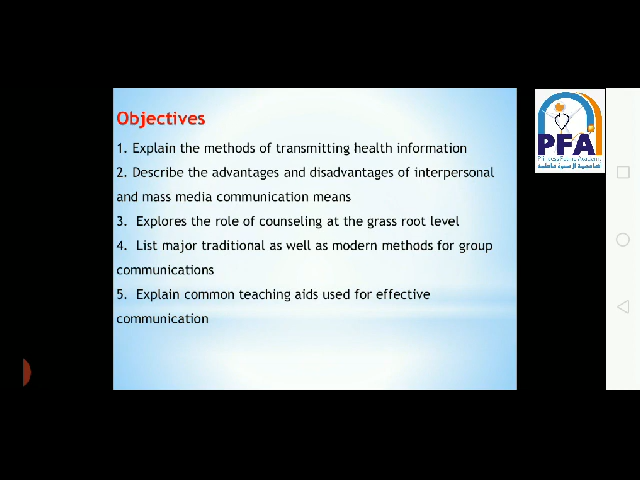 Objectives
1. Explain the methods of transmitting health information
2. Describe the advantages and disadvantages of interpersonal
and mass media communication means
3. Explores the role of counseling at the grass root level
4. List major traditional as well as modern methods for group
communications
5. Explain common teaching aids used for effective
communication
PFA